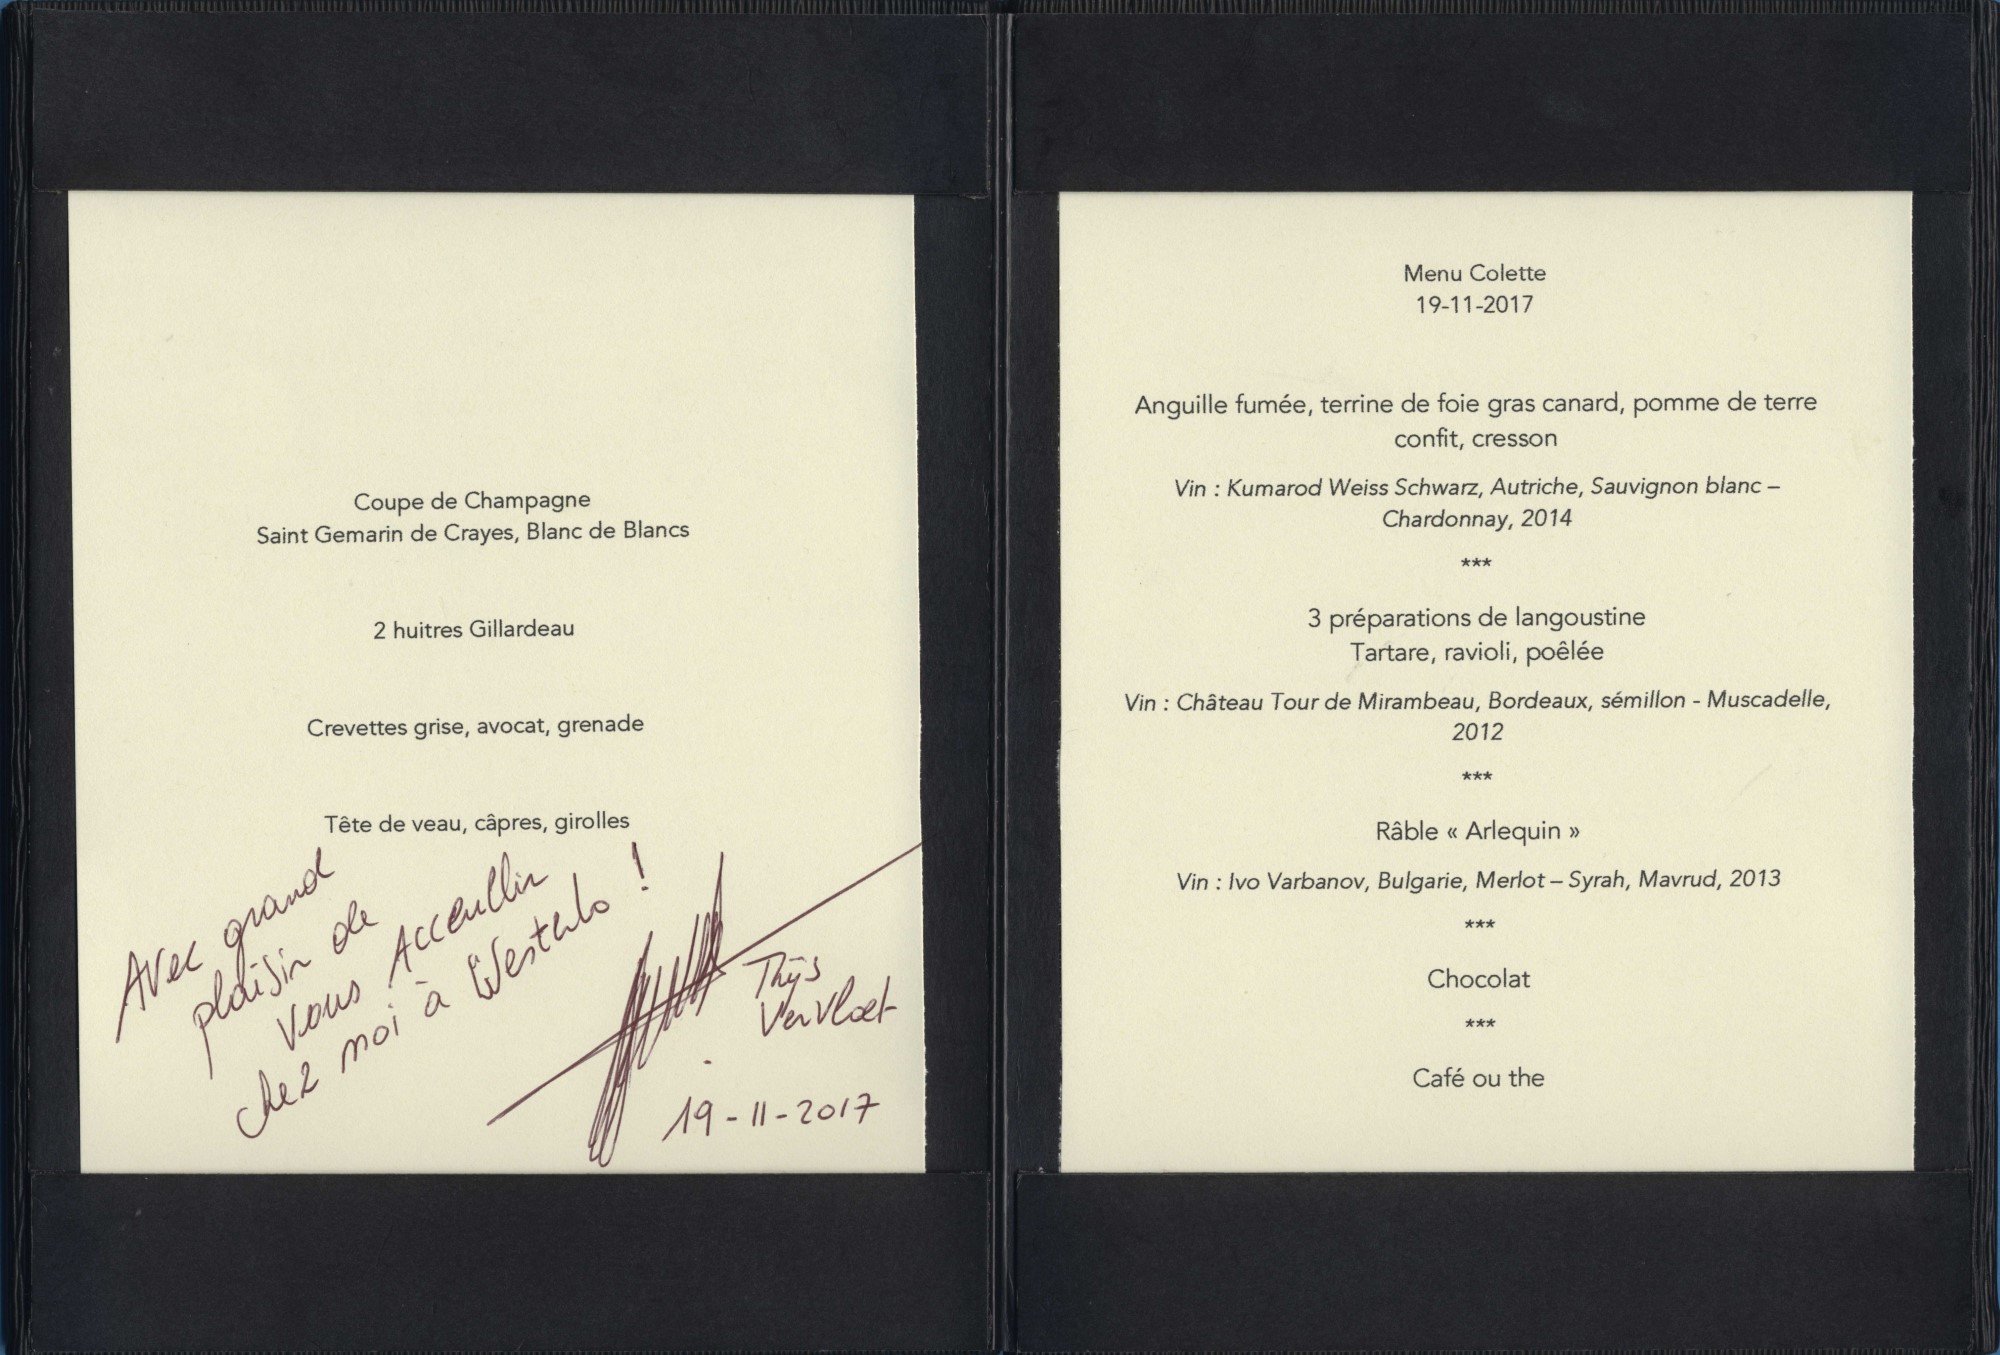 Coupe de Champagne
Saint Gemarin de Crayes, Blanc de Blancs
2 huitres Gillardeau
Crevettes grise, avocat, grenade
Tête de veau, câpres, girolles
Avec grand
plaisir de
vous Acceullir
chez moi à Westerlo !
Thijs
Vervloet
19-11-2017
Menu Colette
19-11-2017
Anguille fumée, terrine de foie gras canard, pomme de terre
confit, cresson
Vin : Kumarod Weiss Schwarz, Autriche, Sauvignon blanc –
Chardonnay, 2014
***
3 préparations de langoustine
Tartare, ravioli, poêlée
Vin : Château Tour de Mirambeau, Bordeaux, sémillon - Muscadelle,
2012
***
Râble « Arlequin »
Vin : Ivo Varbanov, Bulgarie, Merlot – Syrah, Mavrud, 2013
***
Chocolat
***
Café ou the